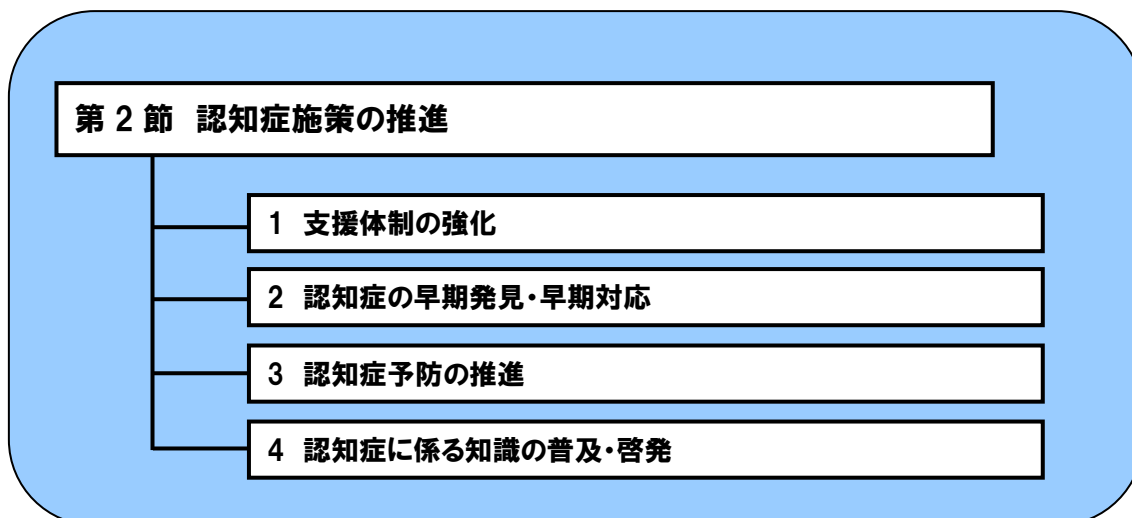 第 2 節 認知症施策の推進
1 支援体制の強化
2 認知症の早期発見・早期対応
3 認知症予防の推進
4 認知症に係る知識の普及・啓発